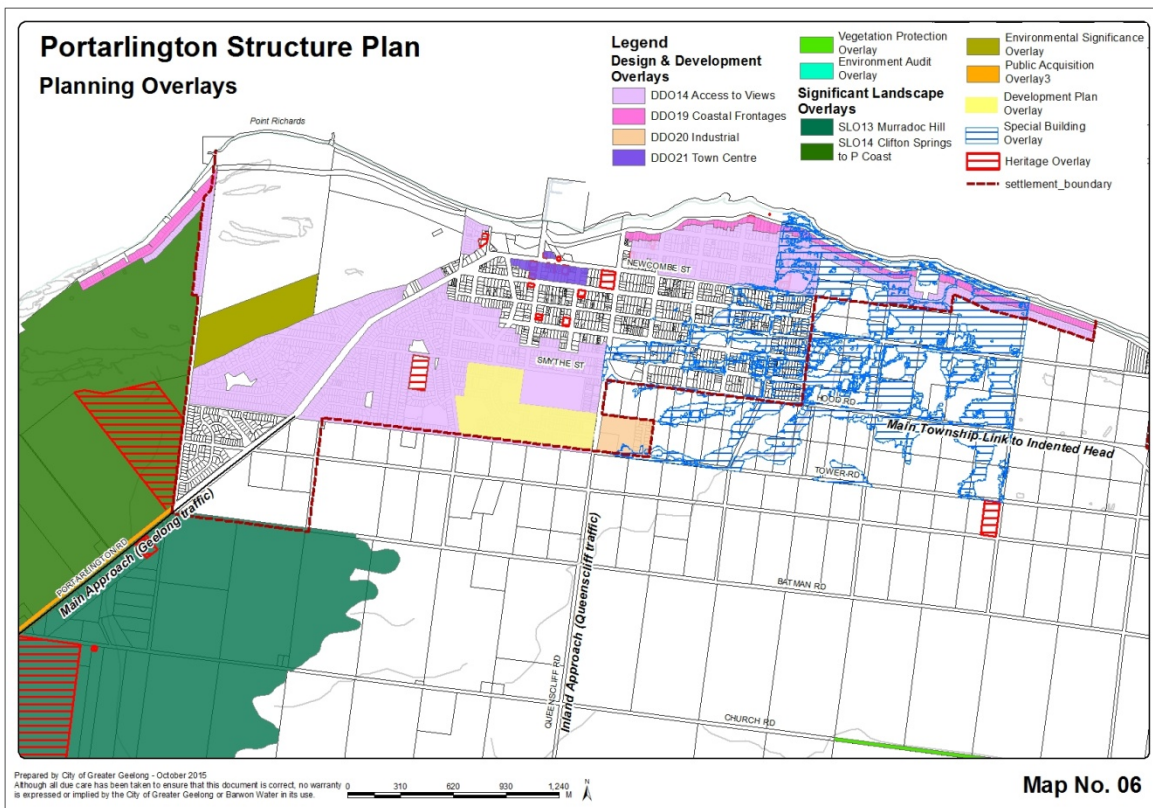 Portarlington Structure Plan
Planning Overlays
Legend
Design & Development
Overlays
DDO14 Access to Views
DDO19 Coastal Frontages
DDO20 Industrial
DDO21 Town Centre
Vegetation Protection
Overlay
Environment Audit
Overlay
Significant Landscape
Overlays
SLO13 Murradoc Hill
SLO14 Clifton Springs
to P Coast
Environmental Significance
Overlay
Public Acquisition
Overlay3
Development Plan
Overlay
Special Building
Overlay
Heritage Overlay
settlement_boundary
Point Richards
NEWCOMBE ST
SMYTHE ST
HOOD RD
Main Township Link to Indented Head
TOWER RD
PORTARLINGTON RD
Main Approach (Geelong traffic)
BATMAN RD
QUEENSCLIFF RD
Inland Approach (Queenscliff traffic)
CHURCH RD
Prepared by City of Greater Geelong - October 2015
Although all due care has been taken to ensure that this document is correct, no warranty
is expressed or implied by the City of Greater Geelong or Barwon Water in its use.
0 310 620 930 1,240
M
N
Map No. 06